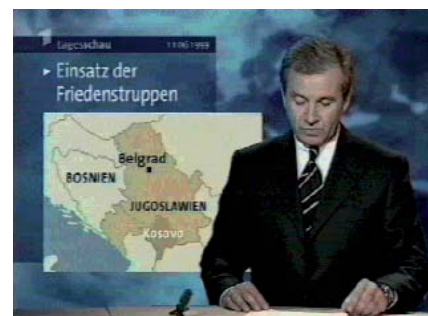 tagesschau 11.06.1999
Einsatz der
Friedenstruppen
Belgrad
BOSNIEN
JUGOSLAWIEN
Kosovo